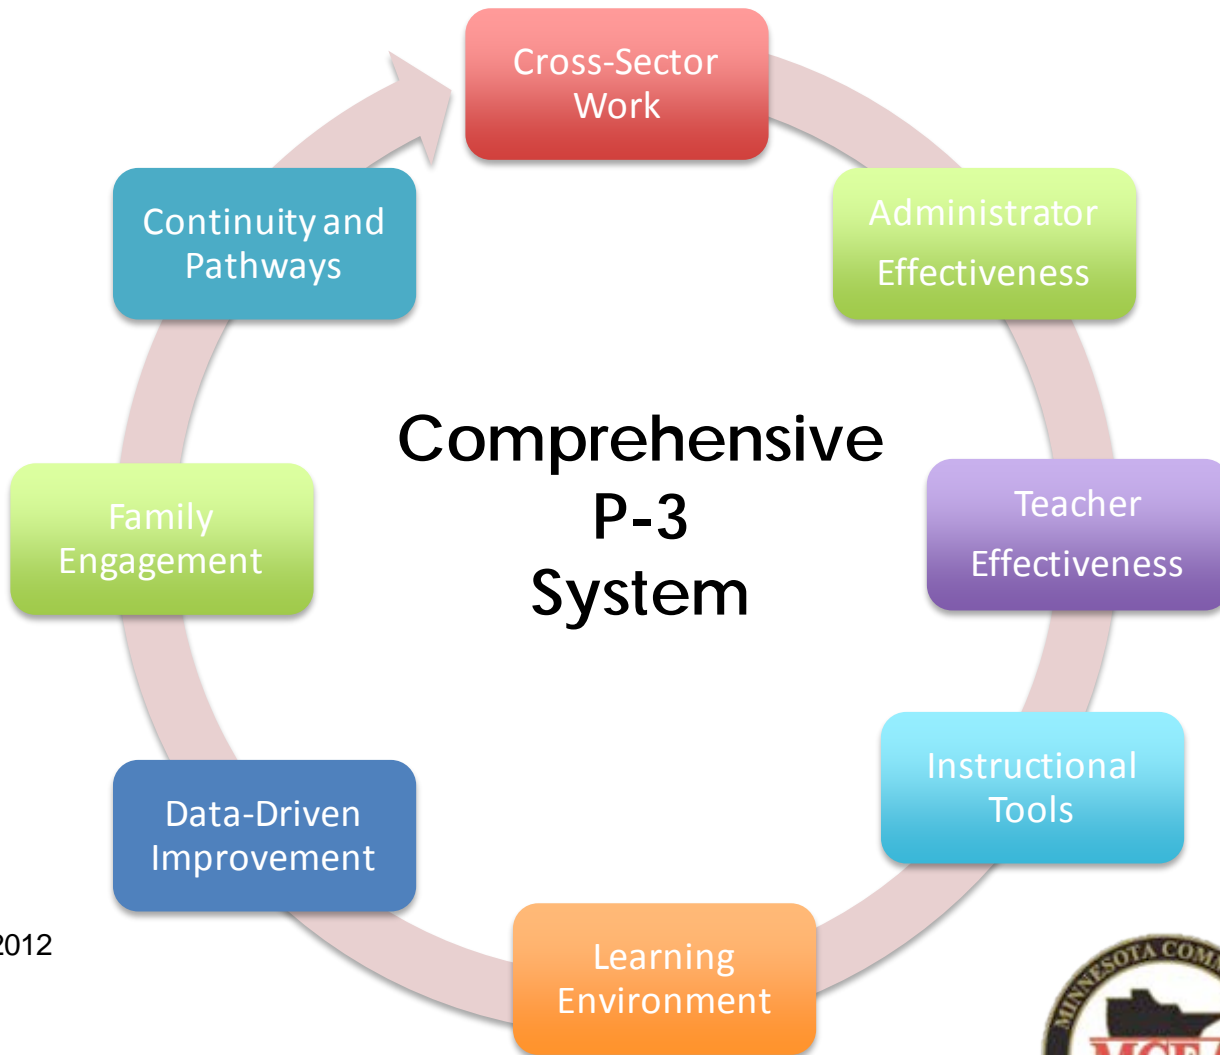 Cross-Sector
Work
Administrator
Effectiveness
Teacher
Effectiveness
Instructional
Tools
Learning
Environment
Data-Driven
Improvement
Family
Engagement
Continuity and
Pathways
Comprehensive
P-3
System
2012
MINNESOTA